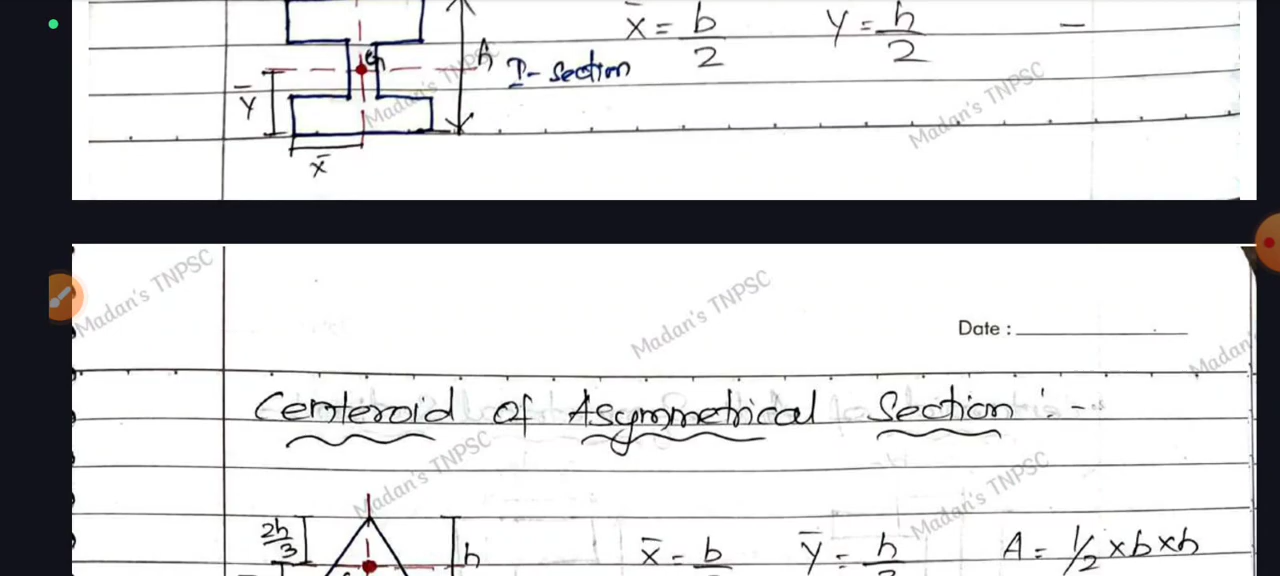 x̄ = b/2 y = h/2 –
G h I-section
ȳ
x̄
Madan's TNPSC
Madan's TNPSC
Madan's TNPSC
Madan's TNPSC
Date :
Madan's
Centeroid of Asymmetrical Section :-
Madan's TNPSC
Madan's TNPSC
2h/3 h x̄ = b ȳ = h A = 1/2 x b x h